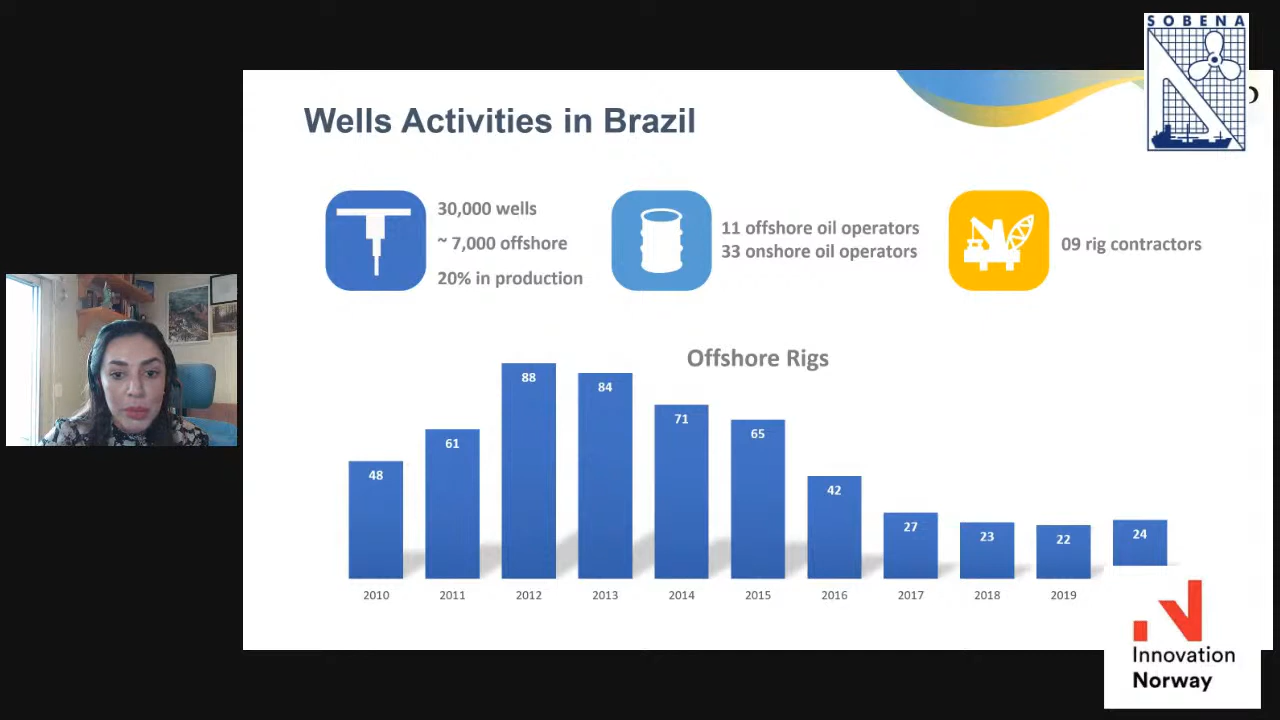 SOBENA
Wells Activities in Brazil
30,000 wells
~ 7,000 offshore
20% in production
11 offshore oil operators
33 onshore oil operators
09 rig contractors
Offshore Rigs
48
61
88
84
71
65
42
27
23
22
24
2010
2011
2012
2013
2014
2015
2016
2017
2018
2019
Innovation
Norway